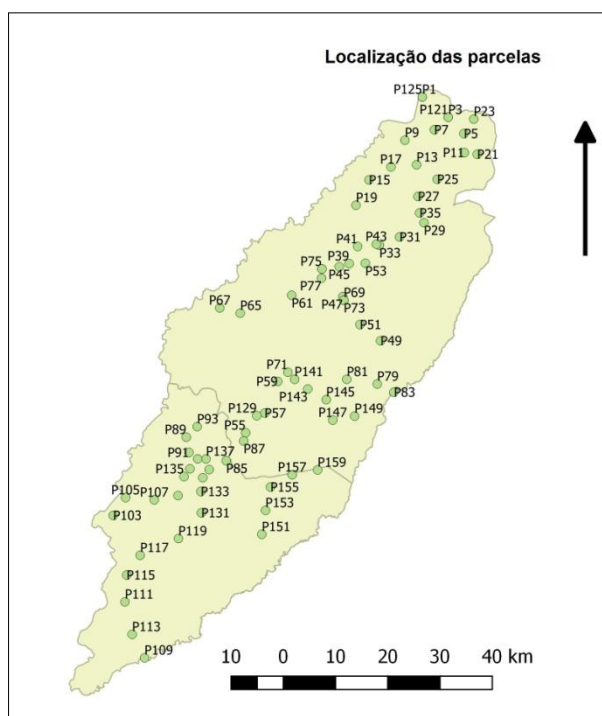 Localização das parcelas
P125P1
P121P3 P23
P9 P7 P5
P17 P13 P11 P21
P15 P25
P19 P27
P35
P29
P41 P43 P31
P75 P39 P33
P77 P45 P53
P67 P65 P61 P47 P69
P73
P51
P49
P71 P141 P81 P79
P59 P143 P145 P83
P129 P57 P147 P149
P93 P55
P89 P87
P91 P137 P159
P135 P85 P157
P105 P107 P133 P155
P103 P131 P153
P119 P151
P117
P115
P111
P113
P109
10 0 10 20 30 40 km